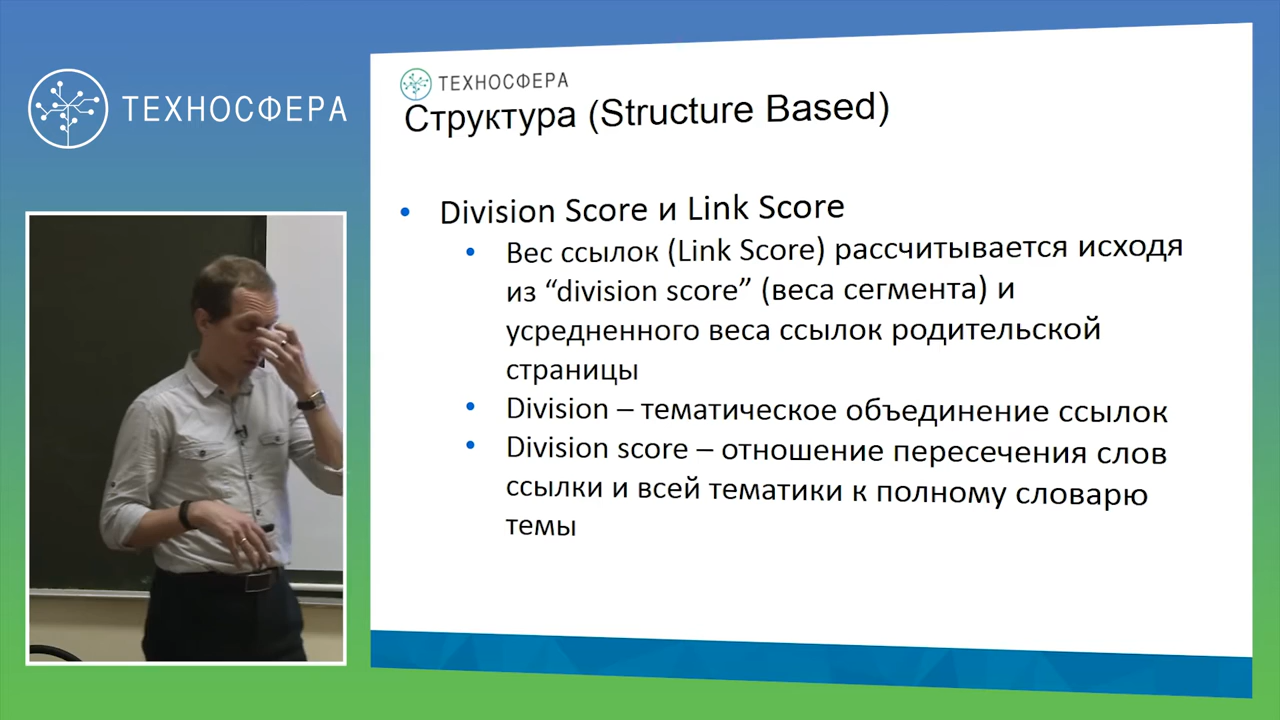 ТЕХНОСФЕРА
ТЕХНОСФЕРА
Структура (Structure Based)
• Division Score и Link Score
• Вес ссылок (Link Score) рассчитывается исходя
из “division score” (веса сегмента) и
усредненного веса ссылок родительской
страницы
• Division – тематическое объединение ссылок
• Division score – отношение пересечения слов
ссылки и всей тематики к полному словарю
темы